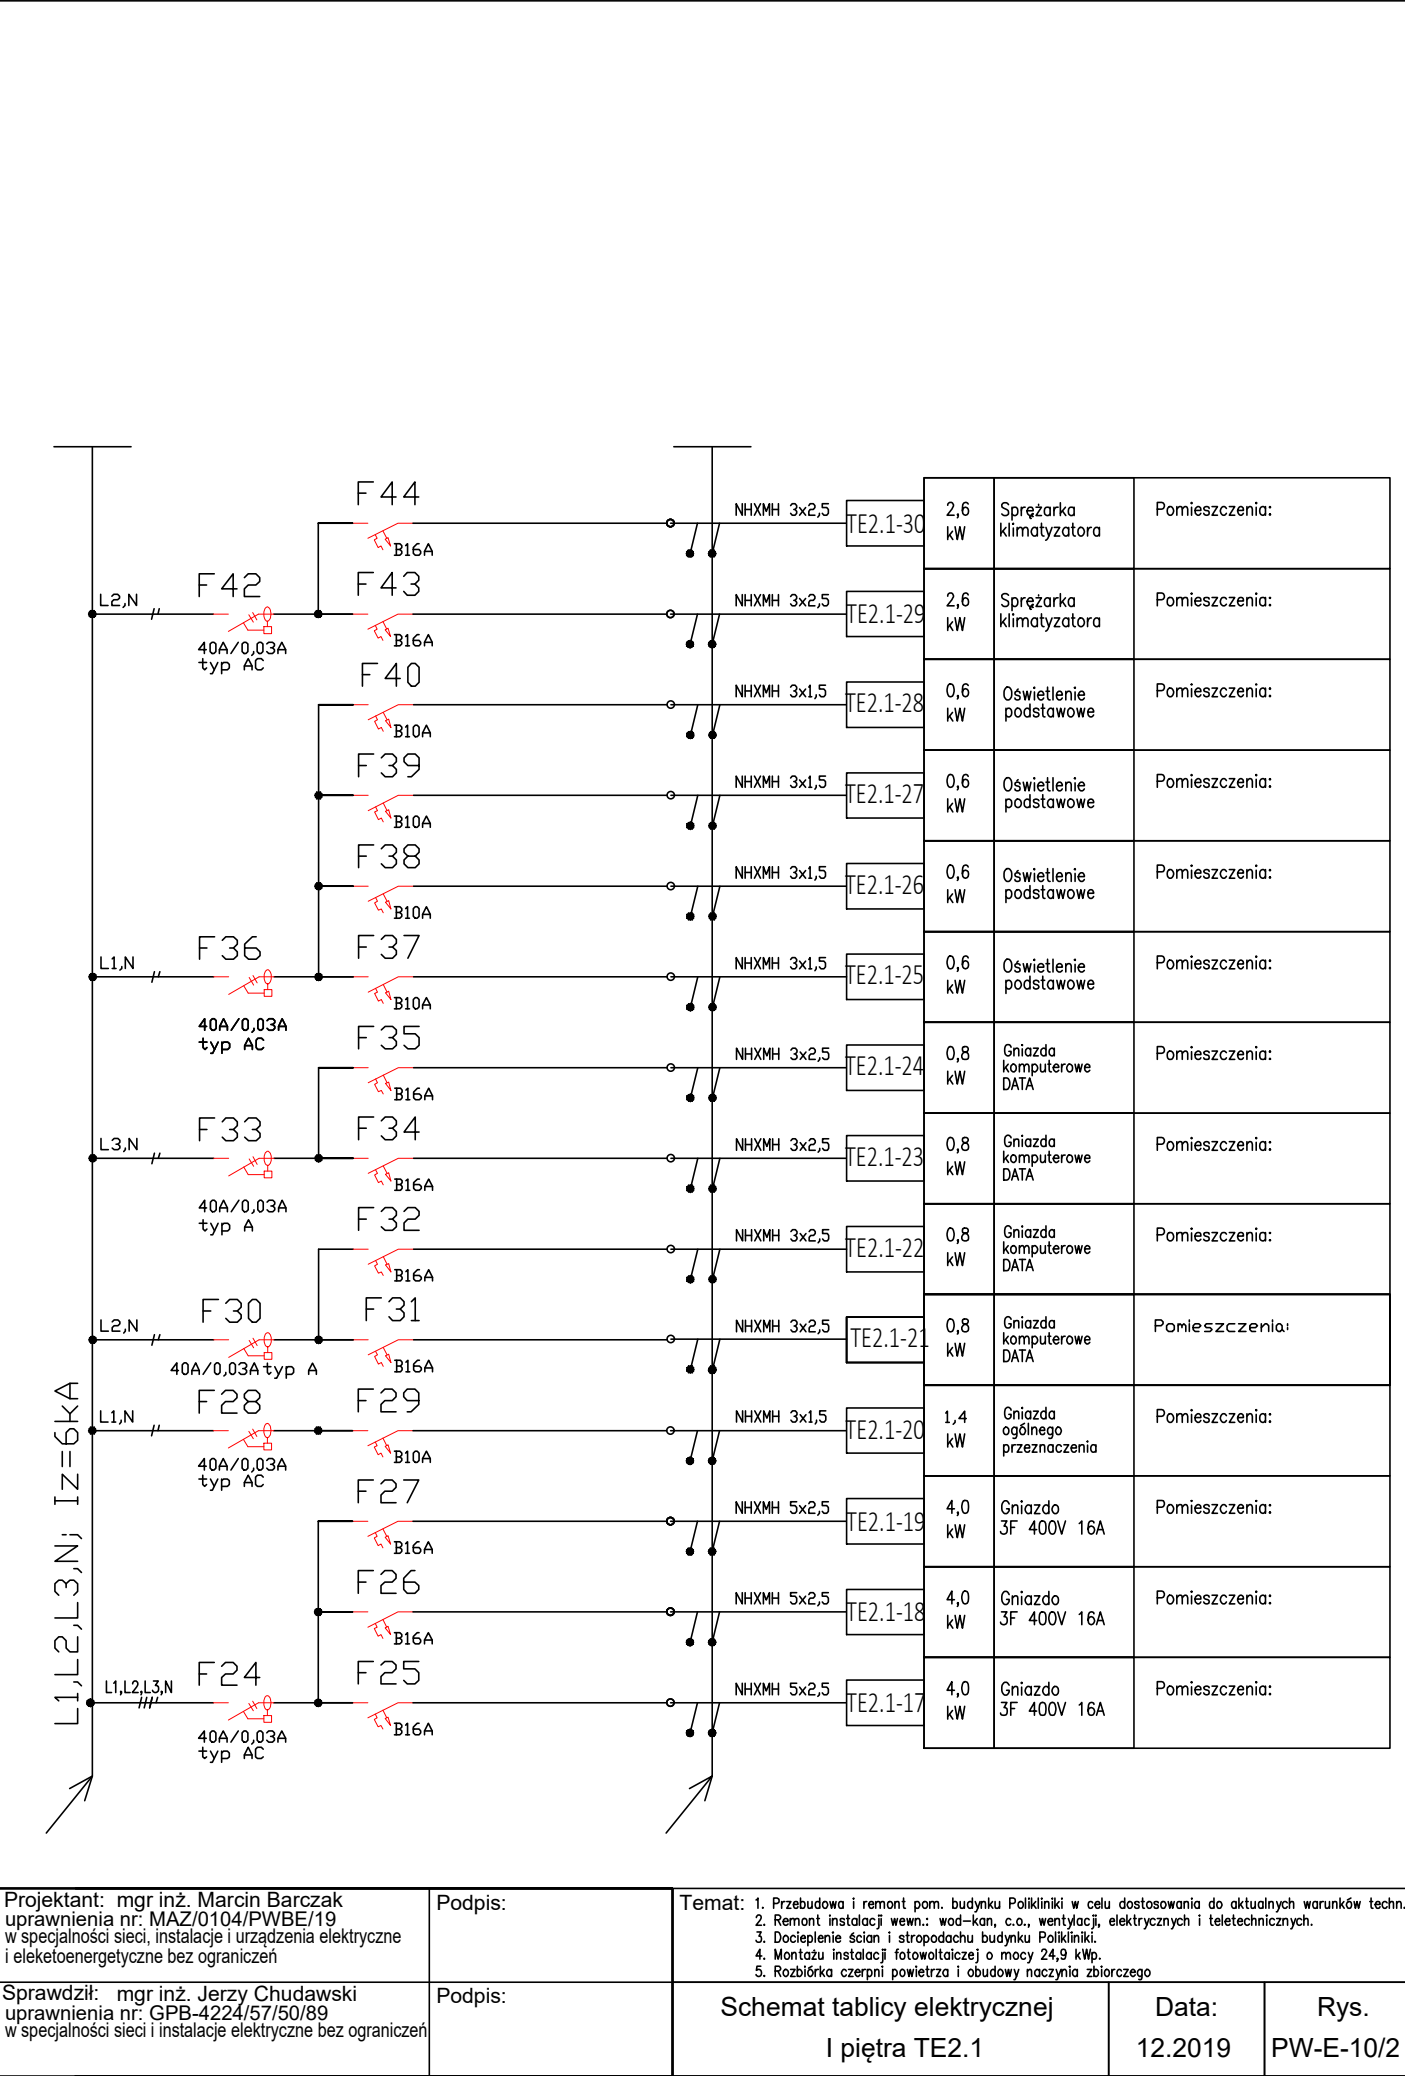 F44
B16A
NHXMH 3x2,5
TE2.1-30
2,6
kW
Sprężarka
klimatyzatora
Pomieszczenia:
L2,N
F42
40A/0,03A
typ AC
F43
B16A
NHXMH 3x2,5
TE2.1-29
2,6
kW
Sprężarka
klimatyzatora
Pomieszczenia:
F40
B10A
NHXMH 3x1,5
TE2.1-28
0,6
kW
Oświetlenie
podstawowe
Pomieszczenia:
F39
B10A
NHXMH 3x1,5
TE2.1-27
0,6
kW
Oświetlenie
podstawowe
Pomieszczenia:
F38
B10A
NHXMH 3x1,5
TE2.1-26
0,6
kW
Oświetlenie
podstawowe
Pomieszczenia:
L1,N
F36
40A/0,03A
typ AC
F37
B10A
NHXMH 3x1,5
TE2.1-25
0,6
kW
Oświetlenie
podstawowe
Pomieszczenia:
F35
B16A
NHXMH 3x2,5
TE2.1-24
0,8
kW
Gniazda
komputerowe
DATA
Pomieszczenia:
L3,N
F33
40A/0,03A
typ A
F34
B16A
NHXMH 3x2,5
TE2.1-23
0,8
kW
Gniazda
komputerowe
DATA
Pomieszczenia:
F32
B16A
NHXMH 3x2,5
TE2.1-22
0,8
kW
Gniazda
komputerowe
DATA
Pomieszczenia:
L2,N
F30
40A/0,03A typ A
F31
B16A
NHXMH 3x2,5
TE2.1-21
0,8
kW
Gniazda
komputerowe
DATA
Pomieszczenia:
L1,N
F28
40A/0,03A
typ AC
F29
B10A
NHXMH 3x1,5
TE2.1-20
1,4
kW
Gniazda
ogólnego
przeznaczenia
Pomieszczenia:
F27
B16A
NHXMH 5x2,5
TE2.1-19
4,0
kW
Gniazdo
3F 400V 16A
Pomieszczenia:
F26
B16A
NHXMH 5x2,5
TE2.1-18
4,0
kW
Gniazdo
3F 400V 16A
Pomieszczenia:
L1,L2,L3,N
F24
40A/0,03A
typ AC
F25
B16A
NHXMH 5x2,5
TE2.1-17
4,0
kW
Gniazdo
3F 400V 16A
Pomieszczenia:
L1,L2,L3,N; Iz=6kA
Projektant: mgr inż. Marcin Barczak
uprawnienia nr: MAZ/0104/PWBE/19
w specjalności sieci, instalacje i urządzenia elektryczne
i eleketoenergetyczne bez ograniczeń
Podpis:
Temat: 1. Przebudowa i remont pom. budynku Polikliniki w celu dostosowania do aktualnych warunków techn.
2. Remont instalacji wewn.: wod-kan, c.o., wentylacji, elektrycznych i teletechnicznych.
3. Docieplenie ścian i stropodachu budynku Polikliniki.
4. Montażu instalacji fotowoltaiczej o mocy 24,9 kWp.
5. Rozbiórka czerpni powietrza i obudowy naczynia zbiorczego
Sprawdził: mgr inż. Jerzy Chudawski
uprawnienia nr: GPB-4224/57/50/89
w specjalności sieci i instalacje elektryczne bez ograniczeń
Podpis:
Schemat tablicy elektrycznej
I piętra TE2.1
Data:
12.2019
Rys.
PW-E-10/2